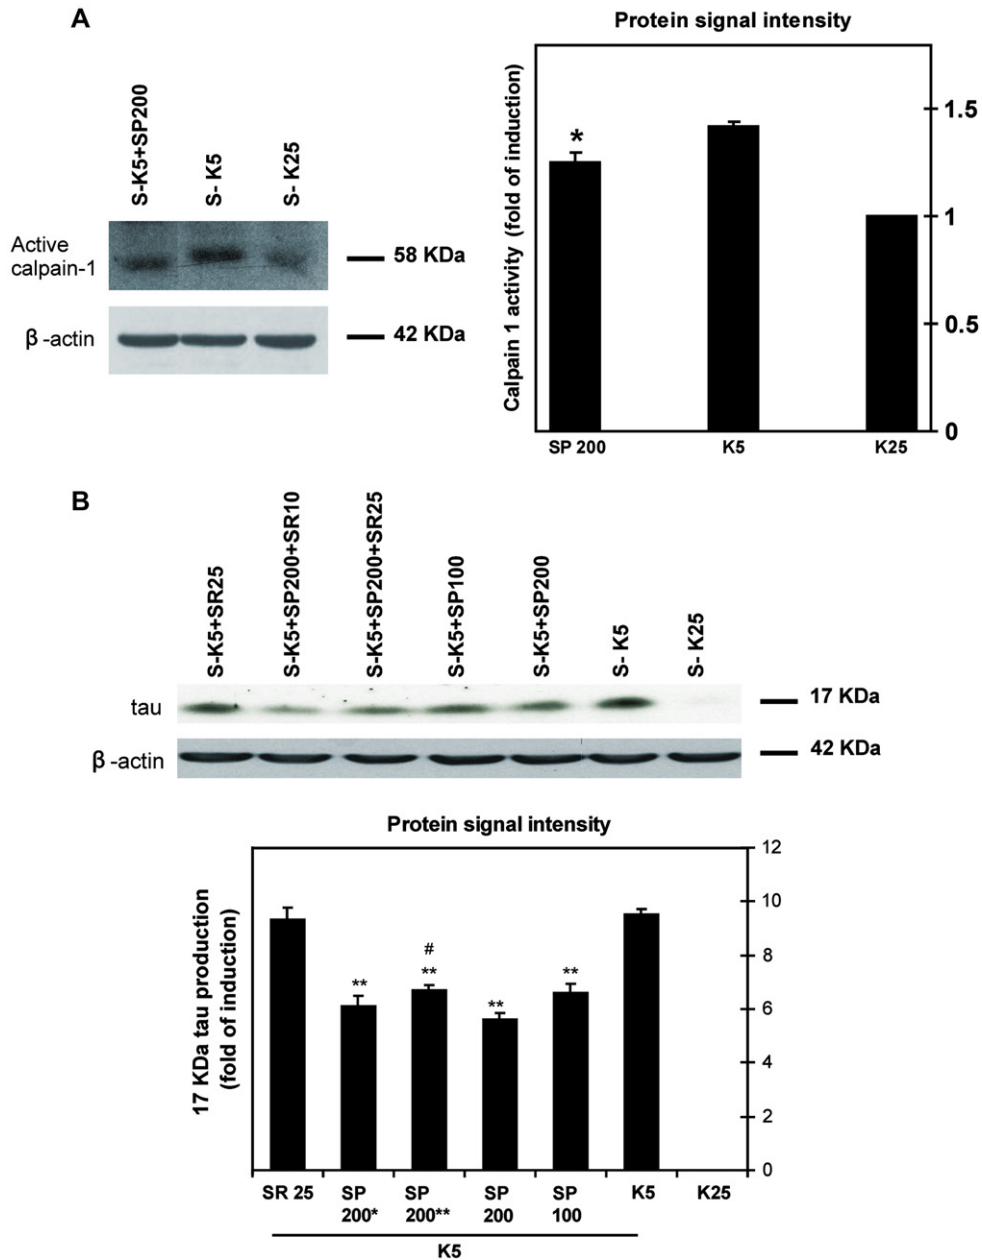 A
S-K5+SP200
S- K5
S- K25
Active
calpain-1
58 KDa
β -actin
42 KDa
Protein signal intensity
Calpain 1 activity (fold of induction)
*
1.5
1
0.5
0
SP 200
K5
K25
B
S-K5+SR25
S-K5+SP200+SR10
S-K5+SP200+SR25
S-K5+SP100
S-K5+SP200
S- K5
S- K25
tau
17 KDa
β -actin
42 KDa
Protein signal intensity
17 KDa tau production
(fold of induction)
12
10
8
6
4
2
0
**
#
**
**
**
SR 25
SP
200*
SP
200**
SP
200
SP
100
K5
K25
K5